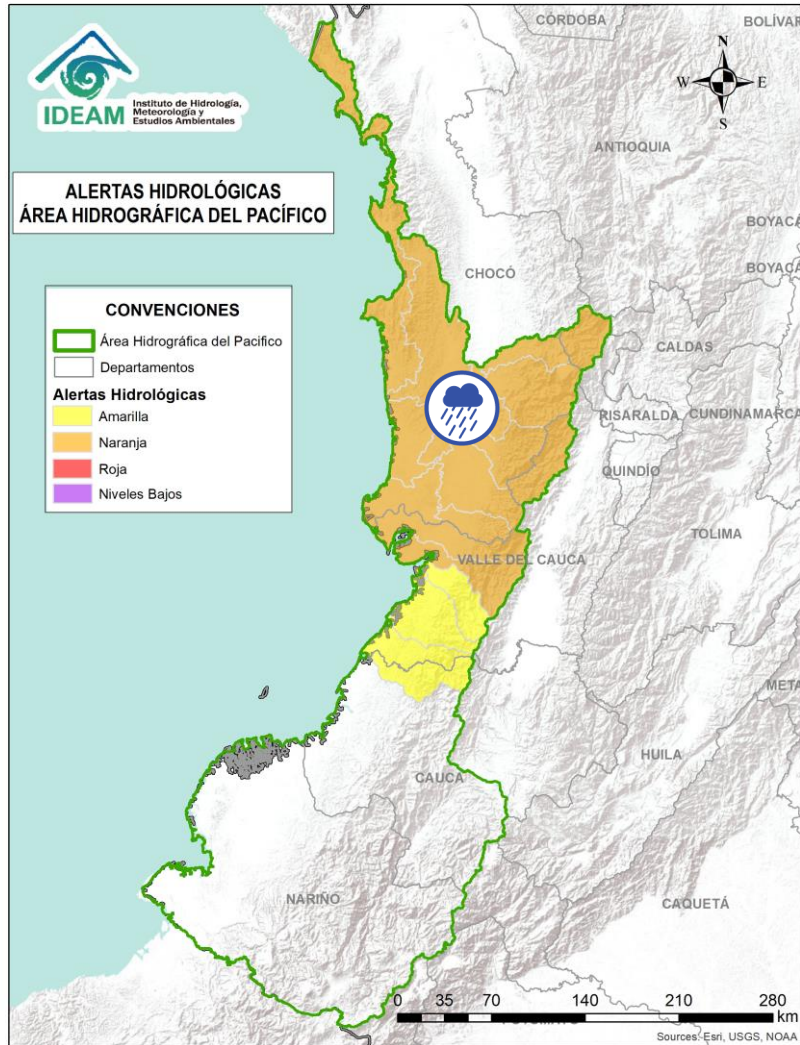 CÓRDOBA
BOLÍVAR
N
W E
S
IDEAM
Instituto de Hidrología,
Meteorología y
Estudios Ambientales
ANTIOQUIA
ALERTAS HIDROLÓGICAS
ÁREA HIDROGRÁFICA DEL PACÍFICO
BOYACÁ
BOYACÁ
CHOCÓ
CONVENCIONES
Área Hidrográfica del Pacifico
Departamentos
Alertas Hidrológicas
Amarilla
Naranja
Roja
Niveles Bajos
CALDAS
RISARALDA
CUNDINAMARCA
QUINDÍO
TOLIMA
VALLE DEL CAUCA
META
HUILA
CAUCA
NARIÑO
CAQUETÁ
0 35 70 140 210 280
km
Sources: Esri, USGS, NOAA